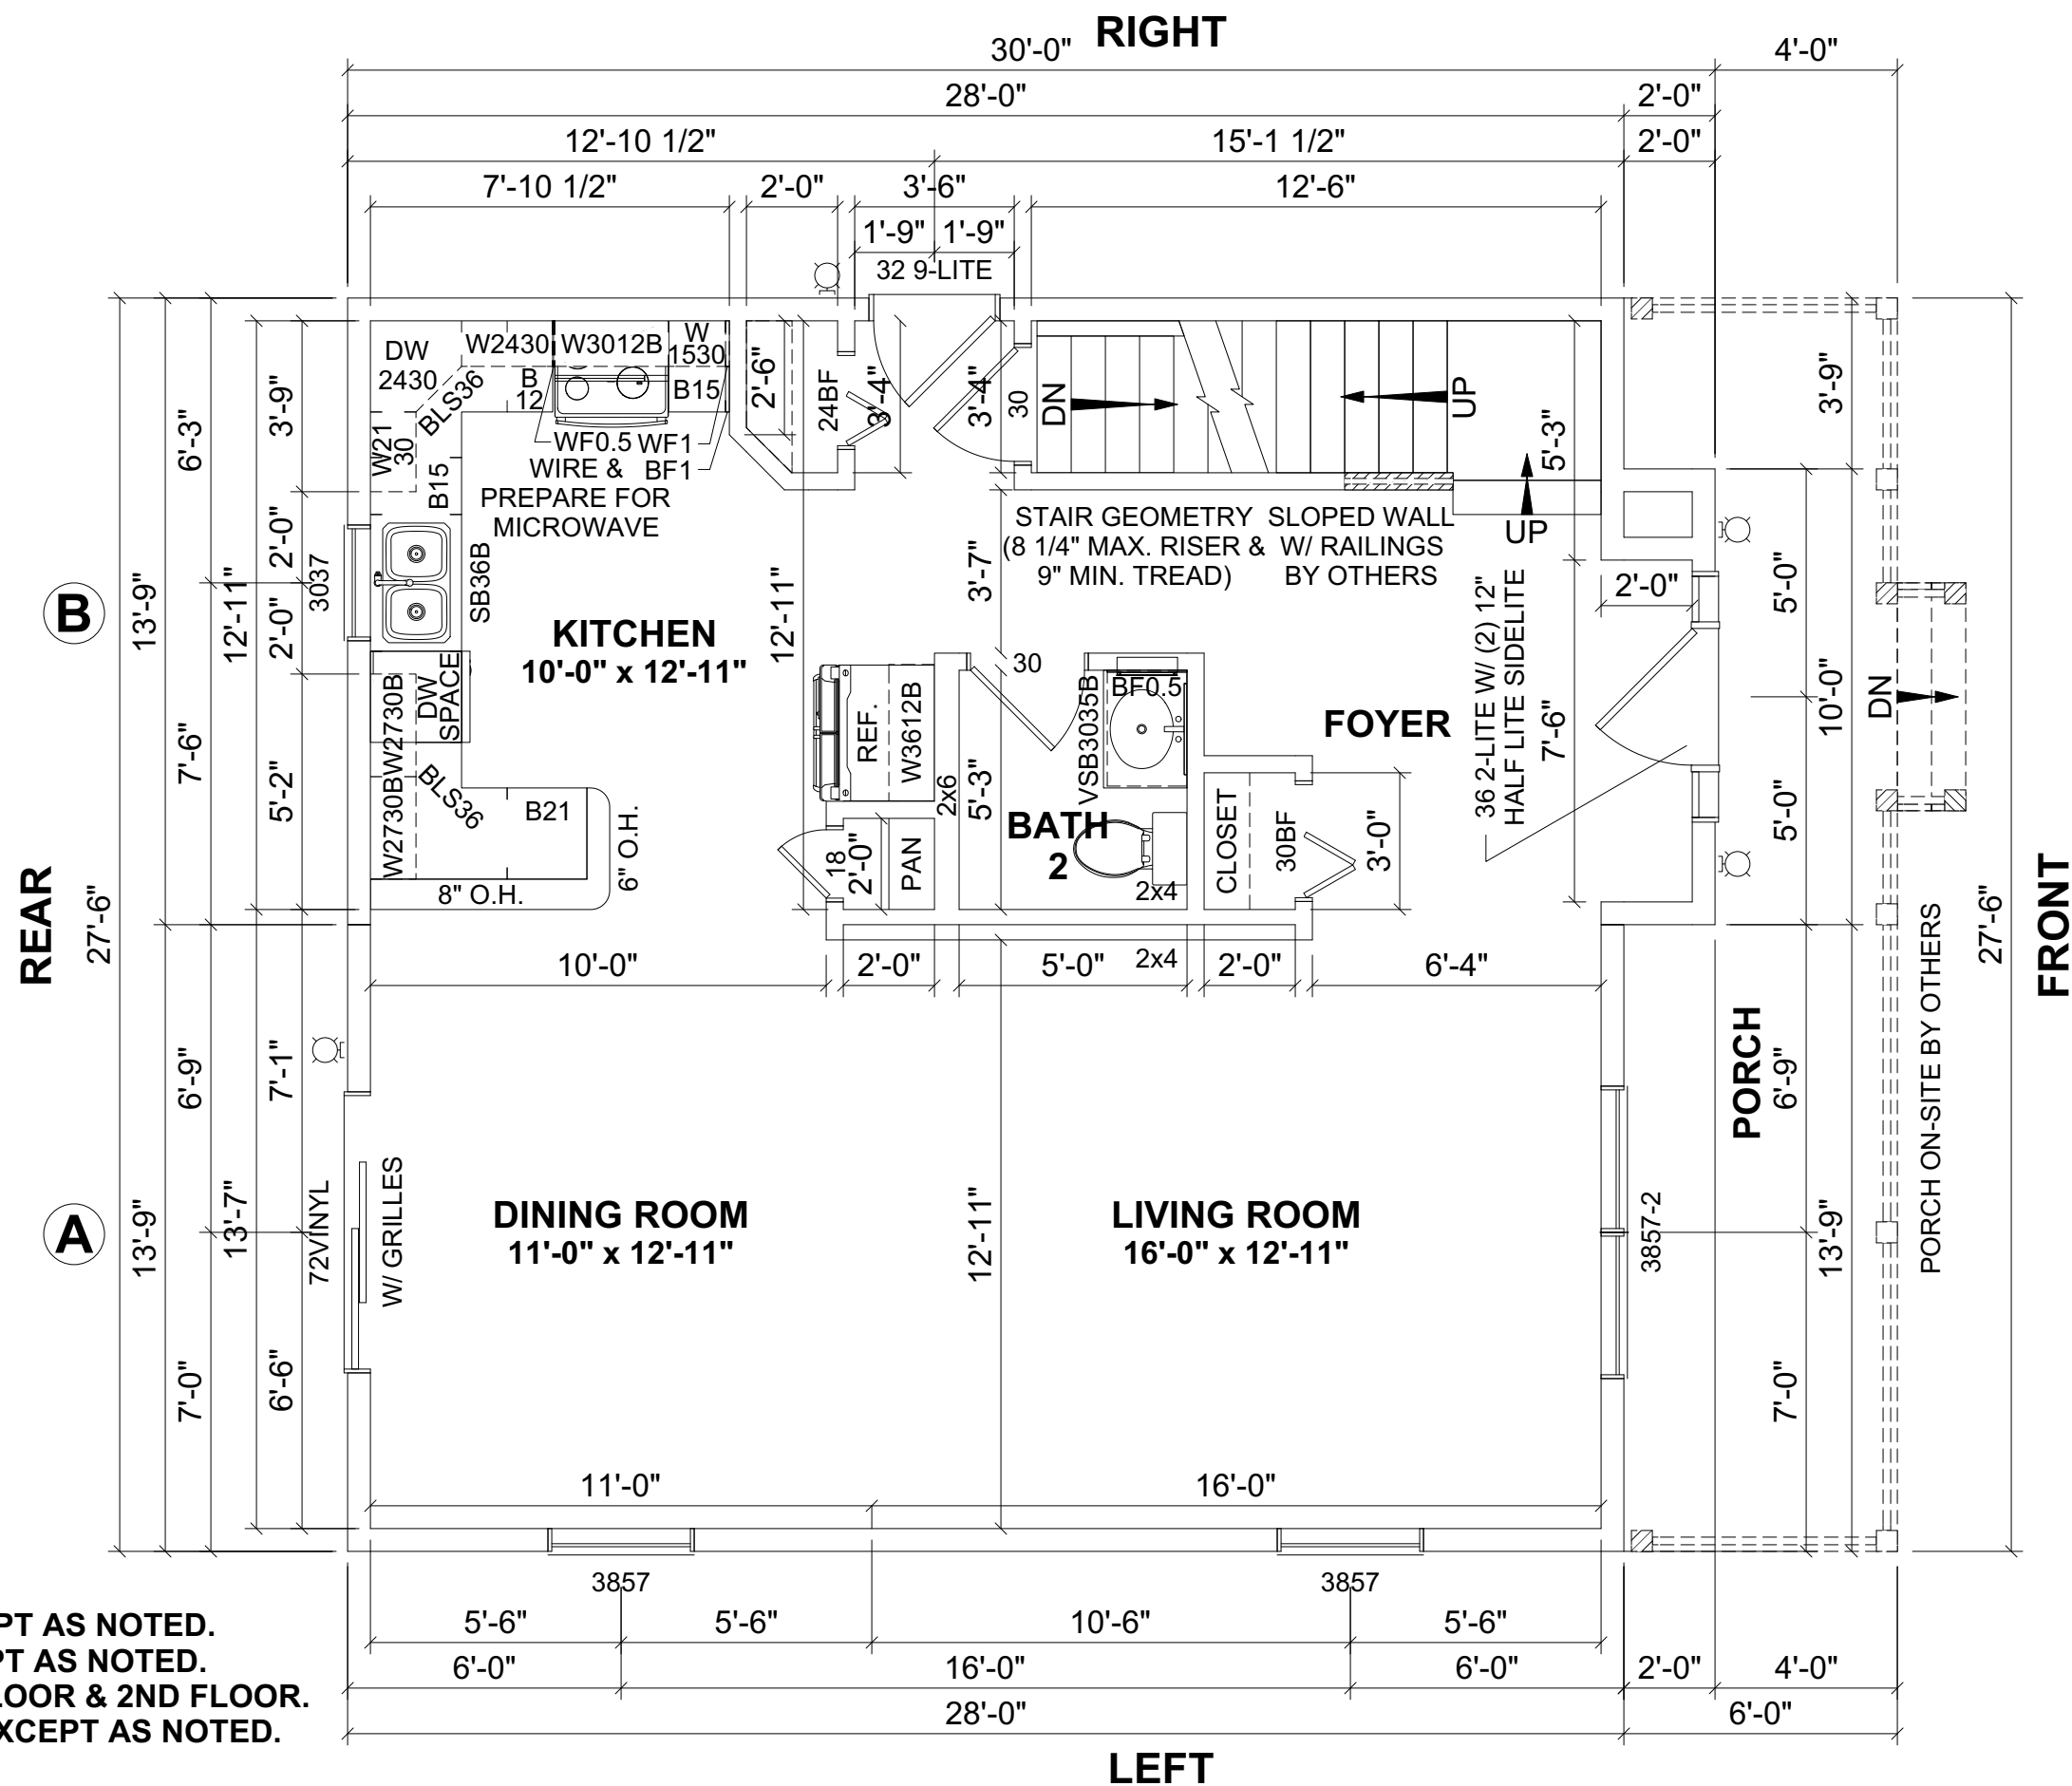 RIGHT
30'-0"
4'-0"
28'-0"
2'-0"
12'-10 1/2"
15'-1 1/2"
2'-0"
7'-10 1/2"
2'-0"
3'-6"
12'-6"
1'-9"
1'-9"
32 9-LITE
DW
2430
W2430
W3012B
W
1530
B
12
B15
BLS36
W21
30
B15
2'-6"
24BF
3'-4"
3'-4"
30
DN
UP
5'-3"
UP
WF0.5
WF1
BF1
WIRE &
PREPARE FOR
MICROWAVE
STAIR GEOMETRY
(8 1/4" MAX. RISER &
9" MIN. TREAD)
SLOPED WALL
W/ RAILINGS
BY OTHERS
3'-9"
6'-3"
3'-9"
2'-0"
2'-0"
12'-11"
13'-9"
B
3037
SB36B
KITCHEN
10'-0" x 12'-11"
12'-11"
3'-7"
2'-0"
5'-0"
10'-0"
DN
36 2-LITE W/ (2) 12"
HALF LITE SIDELITE
7'-6"
FOYER
30
BF0.5
VSB3035B
REF.
W3612B
2x6
5'-3"
BATH
2
2x4
CLOSET
30BF
3'-0"
5'-0"
7'-6"
5'-2"
DW
SPACE
W2730B
W2730B
BLS36
B21
6" O.H.
8" O.H.
18
2'-0"
PAN
REAR
27'-6"
27'-6"
FRONT
10'-0"
2'-0"
5'-0"
2x4
2'-0"
6'-4"
PORCH
PORCH ON-SITE BY OTHERS
6'-9"
7'-1"
6'-9"
13'-7"
13'-9"
A
72VINYL
W/ GRILLES
DINING ROOM
11'-0" x 12'-11"
12'-11"
LIVING ROOM
16'-0" x 12'-11"
3857-2
13'-9"
7'-0"
6'-6"
7'-0"
11'-0"
16'-0"
3857
3857
5'-6"
5'-6"
10'-6"
5'-6"
6'-0"
16'-0"
6'-0"
2'-0"
4'-0"
28'-0"
6'-0"
LEFT
PT AS NOTED.
PT AS NOTED.
LOOR & 2ND FLOOR.
XCEPT AS NOTED.